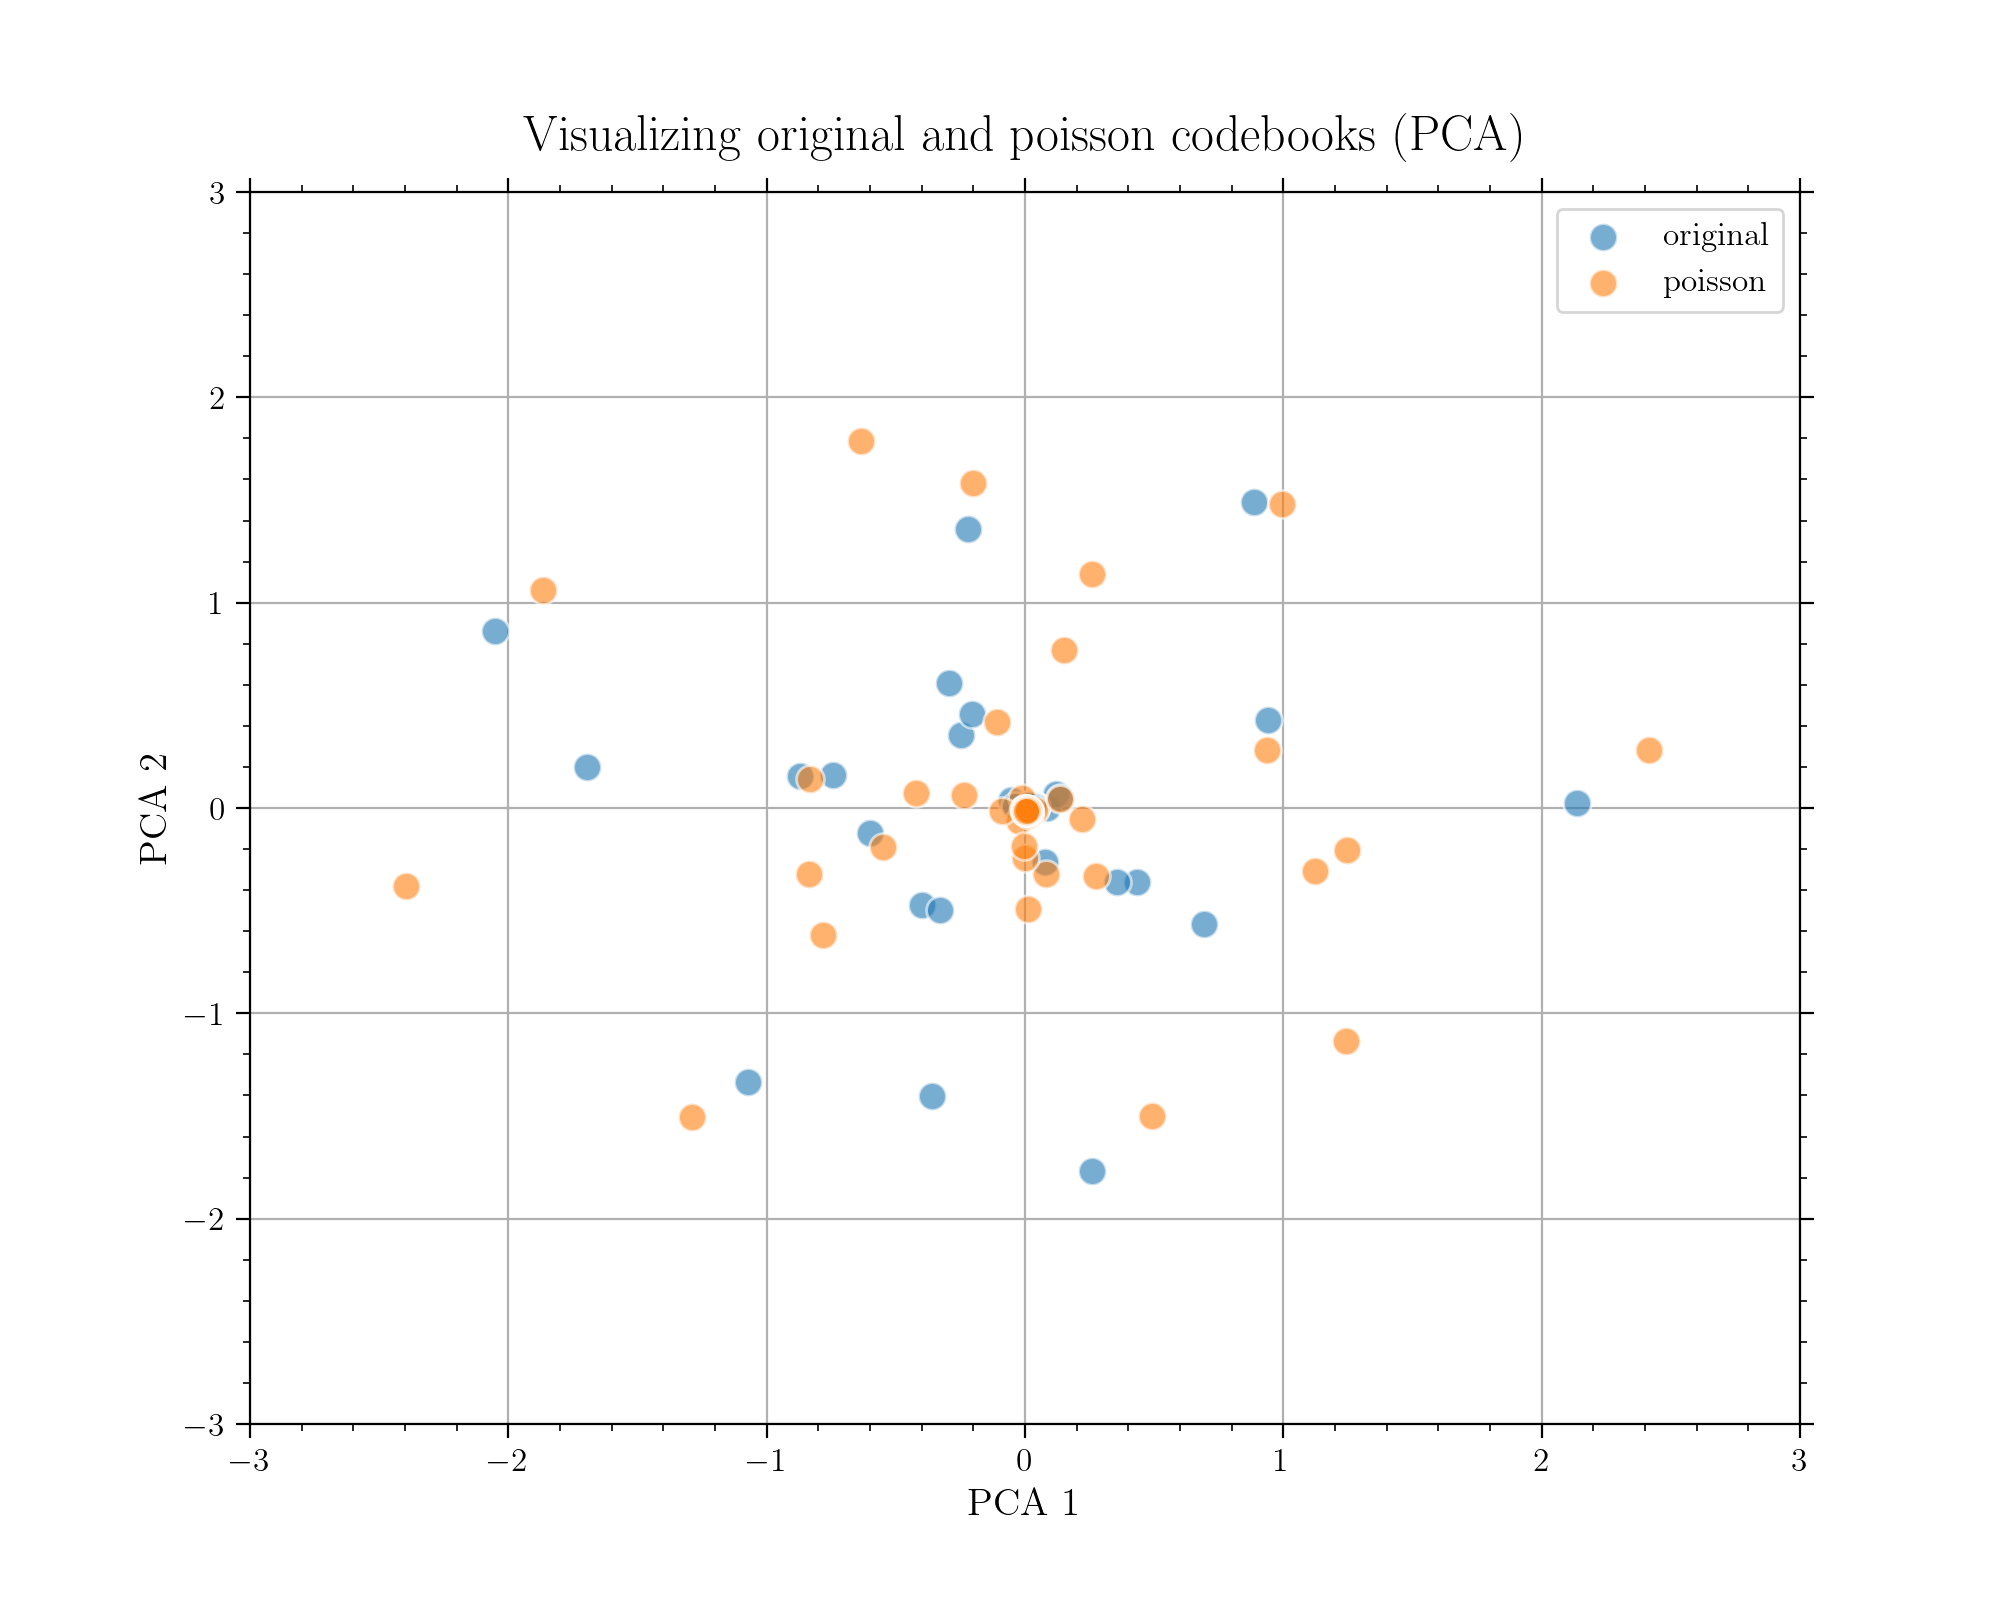 Visualizing original and poisson codebooks (PCA)
original
poisson
3
2
1
0
−1
−2
−3
PCA 2
−3
−2
−1
0
1
2
3
PCA 1